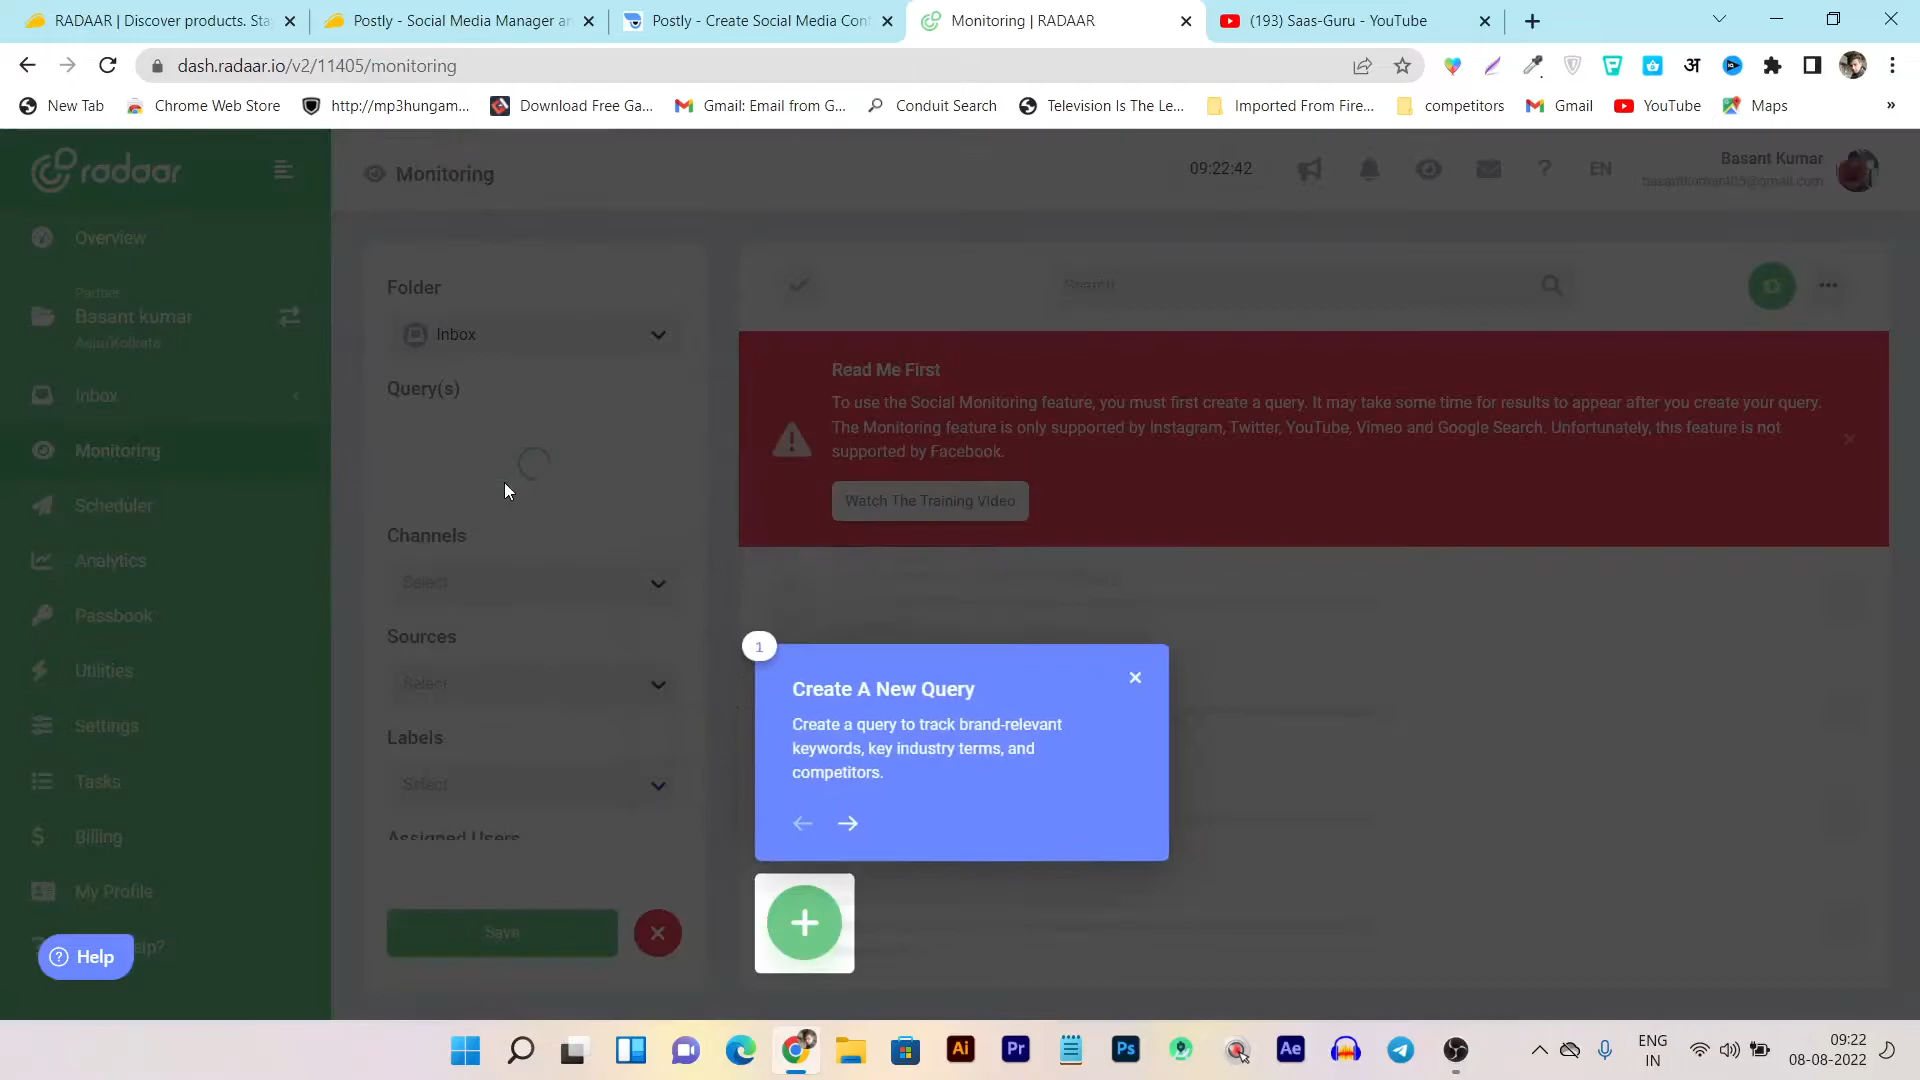 RADAAR | Discover products. Sta
Postly - Social Media Manager an
Postly - Create Social Media Cont
Monitoring | RADAAR
(193) Saas-Guru - YouTube
dash.radaar.io/v2/11405/monitoring
New Tab
Chrome Web Store
http://mp3hungam...
Download Free Ga...
Gmail: Email from G...
Conduit Search
Television Is The Le...
Imported From Fire...
competitors
Gmail
YouTube
Maps
»
radaar
Monitoring
09:22:42
EN
Basant Kumar
Overview
Partner
Basant kumar
Asia/Kolkata
Inbox
Monitoring
Scheduler
Analytics
Passbook
Utilities
Settings
Tasks
Billing
My Profile
Help
Folder
Inbox
Query(s)
Channels
Select
Sources
Select
Labels
Select
Assigned Users
Save
Search
Read Me First
To use the Social Monitoring feature, you must first create a query. It may take some time for results to appear after you create your query.
The Monitoring feature is only supported by Instagram, Twitter, YouTube, Vimeo and Google Search. Unfortunately, this feature is not
supported by Facebook.
Watch The Training Video
1
Create A New Query
Create a query to track brand-relevant
keywords, key industry terms, and
competitors.
Ai
Pr
Ps
Ae
ENG
IN
09:22
08-08-2022